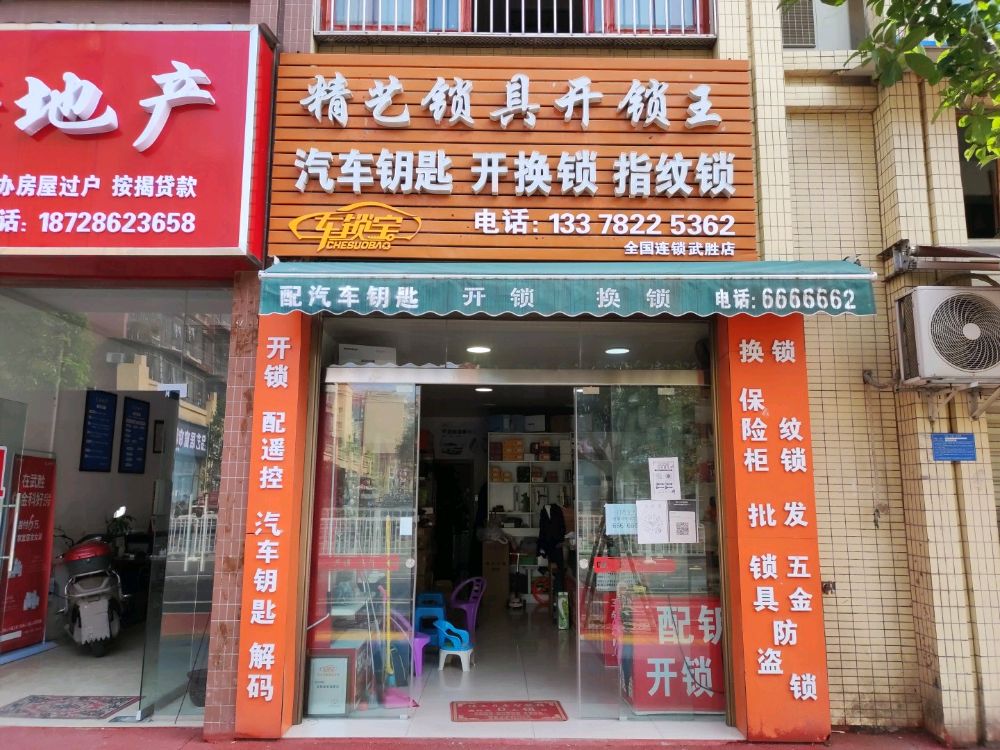 地产
办房屋过户 按揭贷款
话: 18728623658
精艺锁具开锁王
汽车钥匙 开换锁 指纹锁
车锁宝
CHESUOBAO
电话: 133 7822 5362
全国连锁武胜店
配汽车钥匙 开锁 换锁 电话: 6666662
开锁
配遥控
汽车钥匙
解码
换锁
保险柜
纹锁
批发
锁具
五金防盗锁
在武胜
配钥
开锁